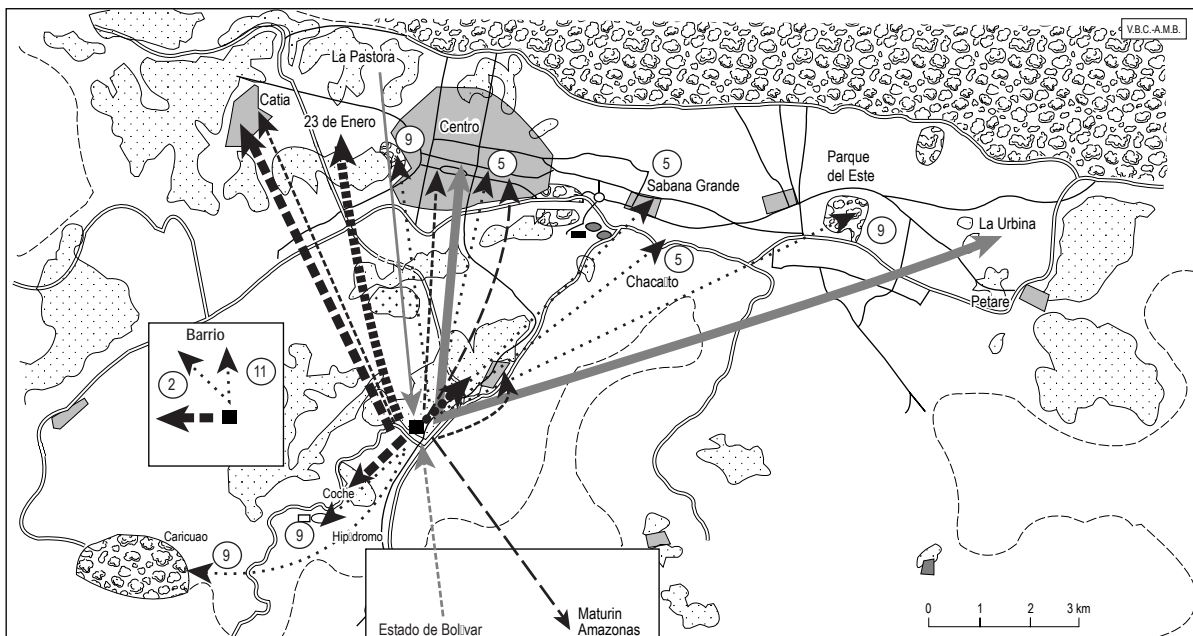 V.B.C.-A.M.B.
La Pastora
Catia
23 de Enero
Centro
9
5
5
Sabana Grande
Parque
del Este
9
La Urbina
5
Chacaíto
Petare
Barrio
2
11
Coche
9
Hipódromo
Caricuao
9
Estado de Bolívar
Maturin
Amazonas
0 1 2 3 km